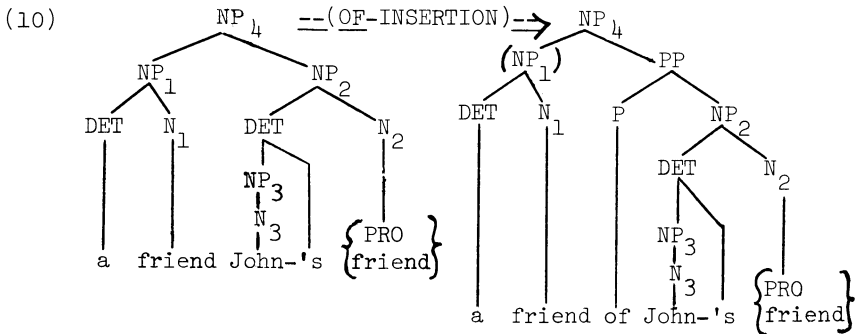 (10) NP4 --(OF-INSERTION)--> NP4
NP1 NP2 (NP1) PP
DET N1 DET N2 DET N1 P NP2
NP3 DET N2
N3 NP3
{PRO friend} N3
a friend John-'s {PRO friend}
a friend of John-'s